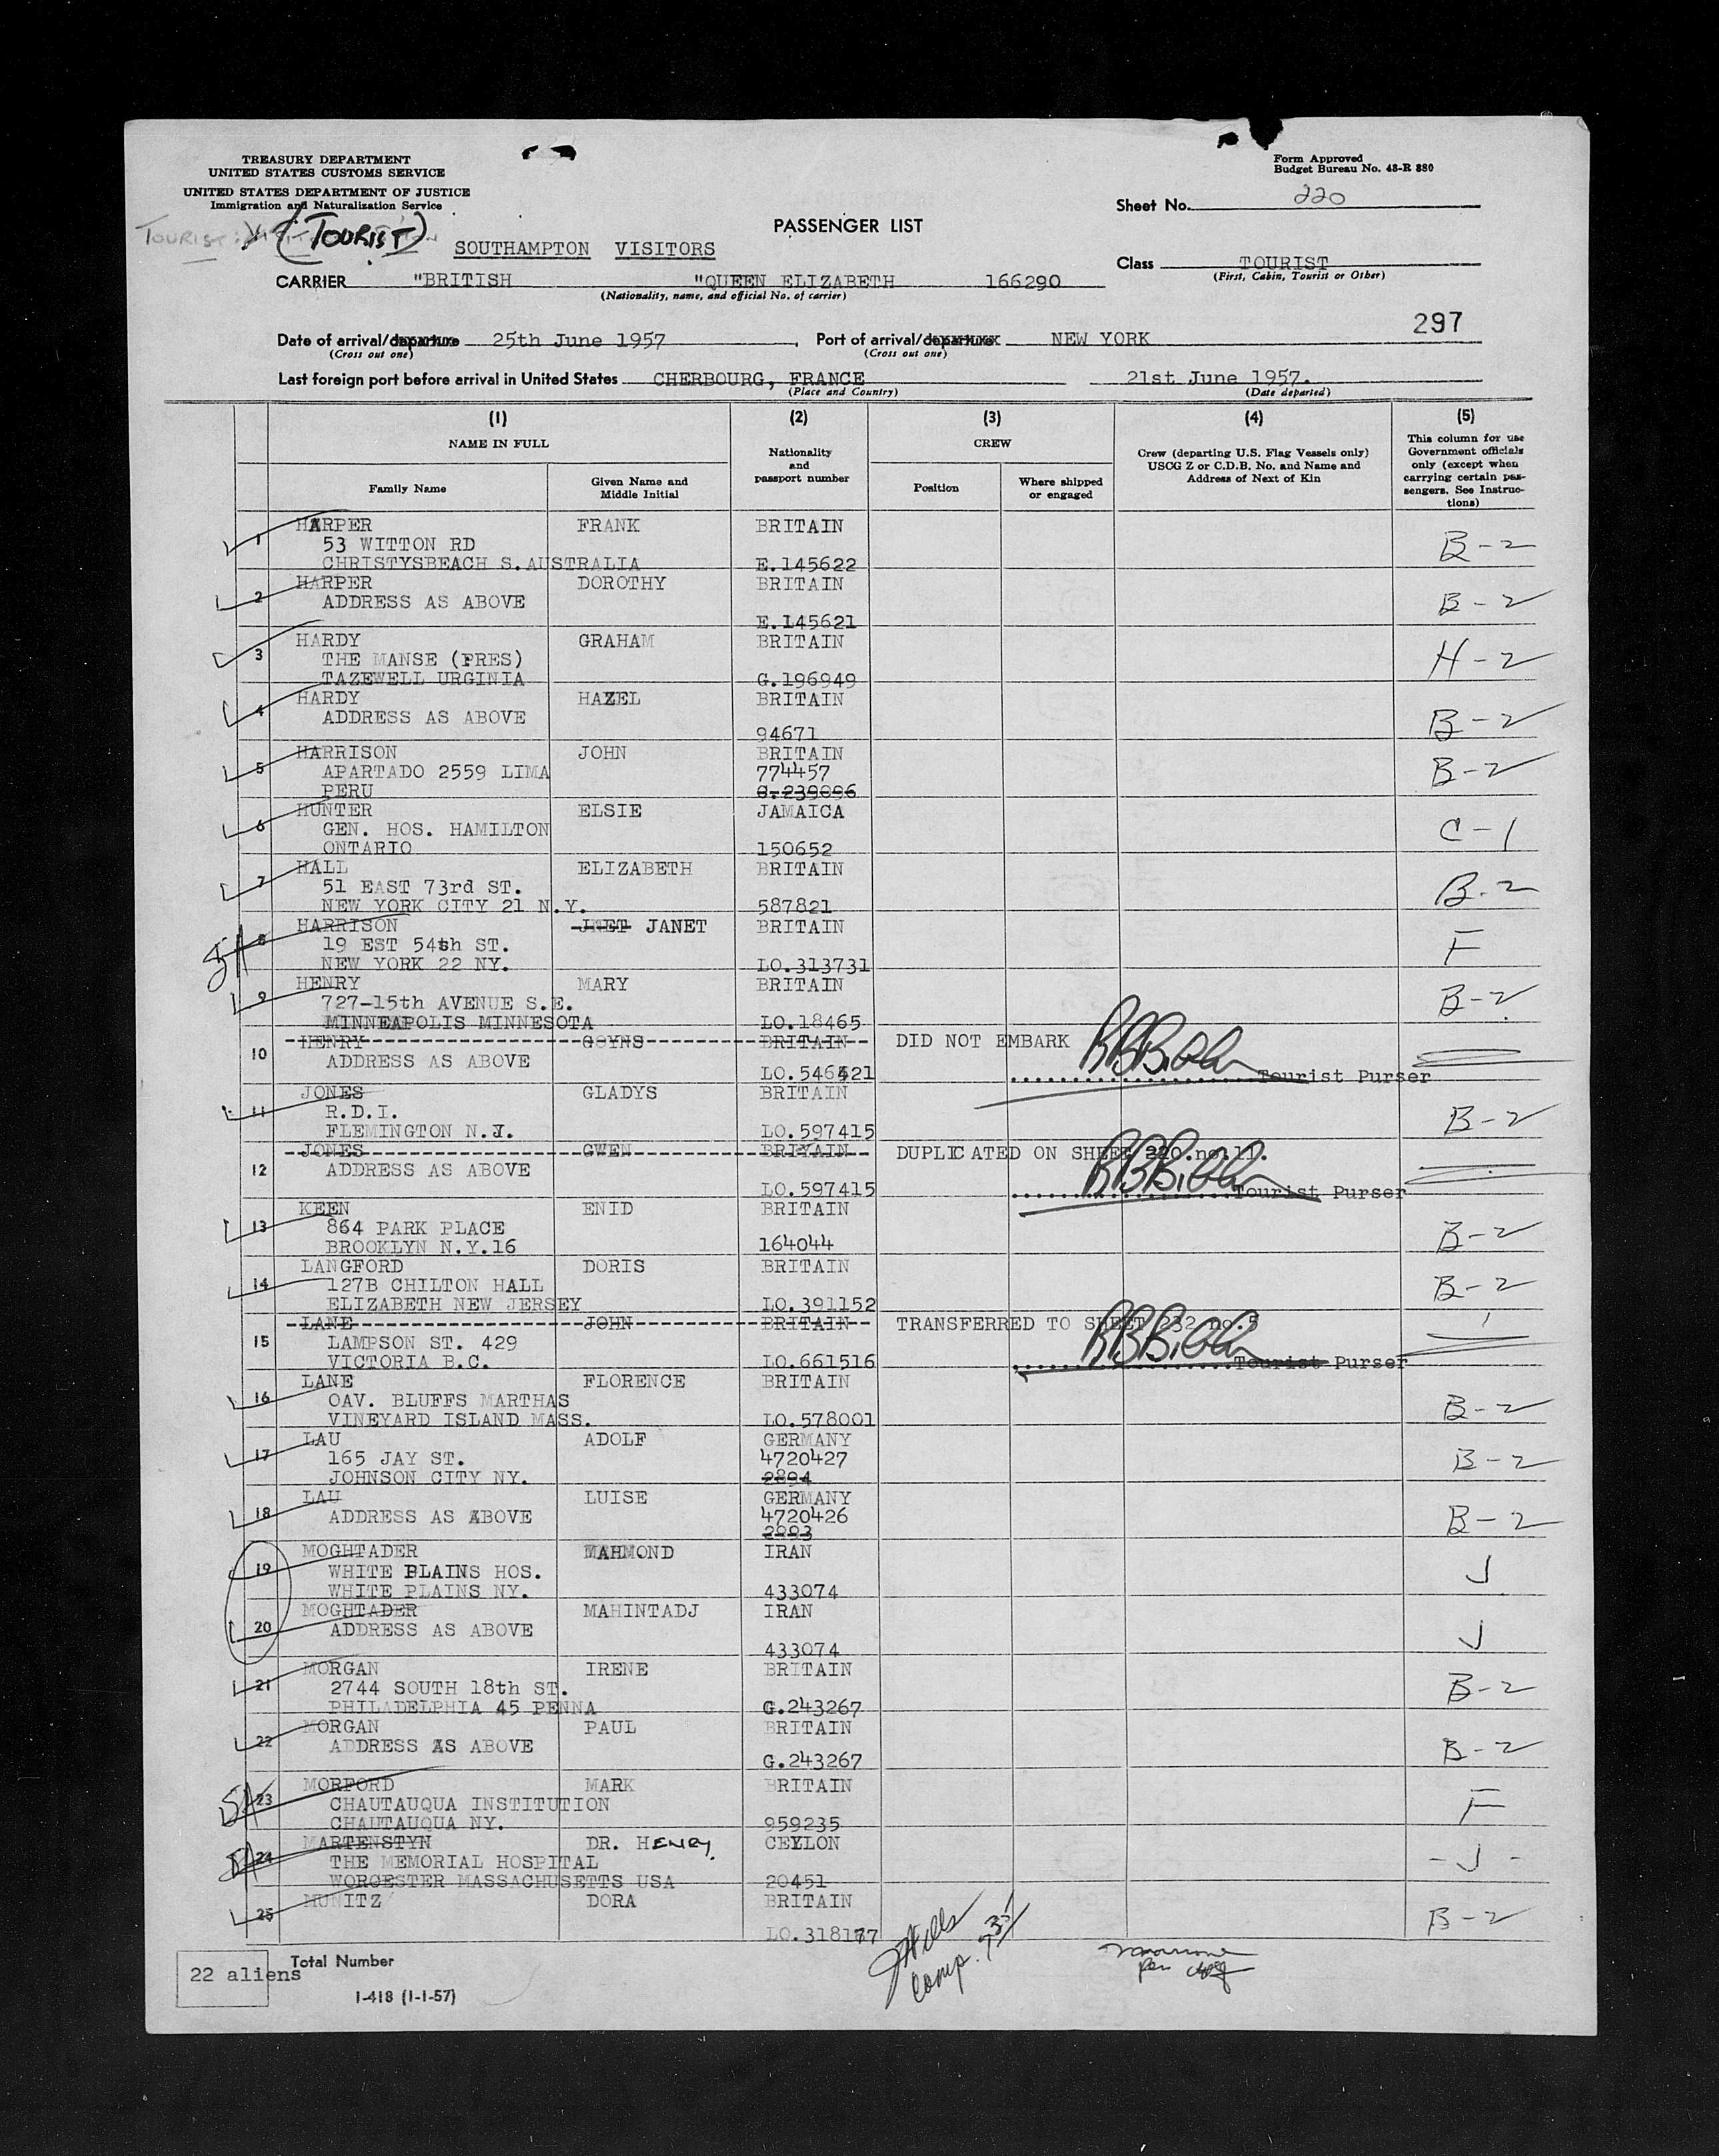 TREASURY DEPARTMENT
UNITED STATES CUSTOMS SERVICE
UNITED STATES DEPARTMENT OF JUSTICE
Immigration and Naturalization Service
Form Approved
Budget Bureau No. 43-R 380
Sheet No. 220
TOURIST (TOURIST)
PASSENGER LIST
SOUTHAMPTON VISITORS
Class TOURIST
(First, Cabin, Tourist or Other)
CARRIER "BRITISH "QUEEN ELIZABETH 166290
(Nationality, name, and official No. of carrier)
297
Date of arrival/departure 25th June 1957. Port of arrival/departure NEW YORK
(Cross out one) (Cross out one)
Last foreign port before arrival in United States CHERBOURG, FRANCE 21st June 1957.
(Place and Country) (Date departed)
(1) (2) (3) (4) (5)
NAME IN FULL
Family Name
Given Name and Middle Initial
Nationality and passport number
CREW
Position
Where shipped or engaged
Crew (departing U.S. Flag Vessels only) USCG Z or C.D.B. No. and Name and Address of Next of Kin
This column for use Government officials only (except when carrying certain passengers. See Instructions)
1 HARPER FRANK BRITAIN
53 WITTON RD B-2
CHRISTYSBEACH S.AUSTRALIA E.145622
2 HARPER DOROTHY BRITAIN
ADDRESS AS ABOVE B-2
E.145621
3 HARDY GRAHAM BRITAIN
THE MANSE (PRES) H-2
TAZEWELL URGINIA G.196949
4 HARDY HAZEL BRITAIN
ADDRESS AS ABOVE B-2
94671
5 HARRISON JOHN BRITAIN
APARTADO 2559 LIMA 774457 B-2
PERU G.239096
6 HUNTER ELSIE JAMAICA
GEN. HOS. HAMILTON C-1
ONTARIO 150652
7 HALL ELIZABETH BRITAIN
51 EAST 73rd ST. B-2
NEW YORK CITY 21 N.Y. 587821
8 HARRISON JNET JANET BRITAIN
19 EST 54th ST. F
NEW YORK 22 NY. LO.313731
9 HENRY MARY BRITAIN
727-15th AVENUE S.E. B-2
MINNEAPOLIS MINNESOTA LO.18465
10 HENRY GOYNS BRITAIN DID NOT EMBARK
ADDRESS AS ABOVE
LO.546521 Tourist Purser
11 JONES GLADYS BRITAIN
R.D.I. B-2
FLEMINGTON N.J. LO.597415
12 JONES GWEN BRIYAIN DUPLICATED ON SHEET 220.no.11.
ADDRESS AS ABOVE
LO.597415 Tourist Purser
13 KEEN ENID BRITAIN
864 PARK PLACE B-2
BROOKLYN N.Y.16 164044
14 LANGFORD DORIS BRITAIN
127B CHILTON HALL B-2
ELIZABETH NEW JERSEY LO.391152
15 LANE JOHN BRITAIN TRANSFERRED TO SHEET 232 no.5
LAMPSON ST. 429
VICTORIA B.C. LO.661516 Tourist Purser
16 LANE FLORENCE BRITAIN
OAV. BLUFFS MARTHAS B-2
VINEYARD ISLAND MASS. LO.578001
17 LAU ADOLF GERMANY
165 JAY ST. 4720427 B-2
JOHNSON CITY NY. 2894
18 LAU LUISE GERMANY
ADDRESS AS ABOVE 4720426 B-2
2893
19 MOGHTADER MAHMOND IRAN
WHITE PLAINS HOS. J
WHITE PLAINS NY. 433074
20 MOGHTADER MAHINTADJ IRAN
ADDRESS AS ABOVE J
433074
21 MORGAN IRENE BRITAIN
2744 SOUTH 18th ST. B-2
PHILADELPHIA 45 PENNA G.243267
22 MORGAN PAUL BRITAIN
ADDRESS AS ABOVE B-2
G.243267
23 MORFORD MARK BRITAIN
CHAUTAUQUA INSTITUTION F
CHAUTAUQUA NY. 959235
24 MARTENSTYN DR. HENRY. CEYLON
THE MEMORIAL HOSPITAL - J -
WORCESTER MASSACHUSETTS USA 20451
25 MUNITZ DORA BRITAIN
B-2
LO.318177
22 aliens Total Number
Comp.
I-418 (1-1-57)